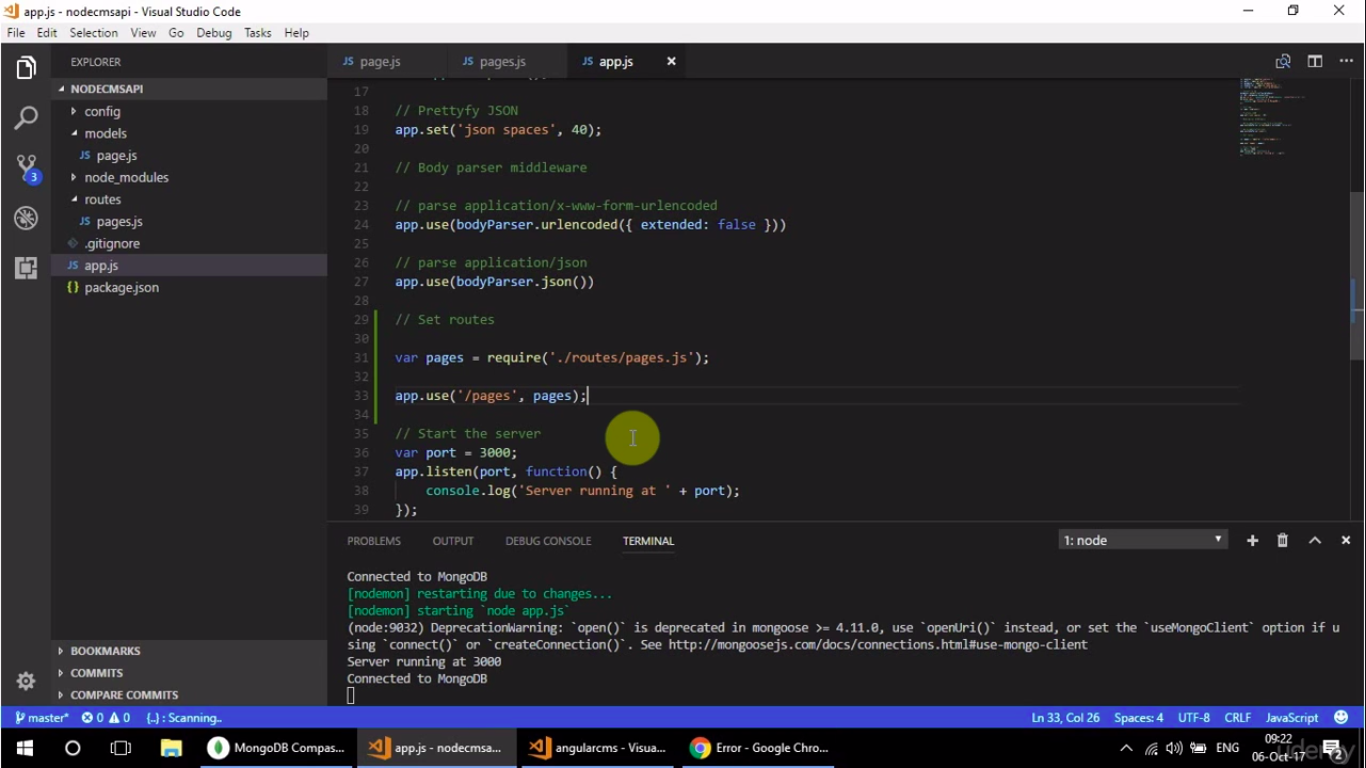 app.js - nodecmsapi - Visual Studio Code
File Edit Selection View Go Debug Tasks Help
EXPLORER
JS page.js JS pages.js JS app.js
NODECMSAPI
config
models
JS page.js
node_modules
routes
JS pages.js
.gitignore
JS app.js
{} package.json
BOOKMARKS
COMMITS
COMPARE COMMITS
3
17
18 // Prettyfy JSON
19 app.set('json spaces', 40);
20
21 // Body parser middleware
22
23 // parse application/x-www-form-urlencoded
24 app.use(bodyParser.urlencoded({ extended: false }))
25
26 // parse application/json
27 app.use(bodyParser.json())
28
29 // Set routes
30
31 var pages = require('./routes/pages.js');
32
33 app.use('/pages', pages);
34
35 // Start the server
36 var port = 3000;
37 app.listen(port, function() {
38 console.log('Server running at ' + port);
39 });
PROBLEMS OUTPUT DEBUG CONSOLE TERMINAL 1: node
Connected to MongoDB
[nodemon] restarting due to changes...
[nodemon] starting `node app.js`
(node:9032) DeprecationWarning: `open()` is deprecated in mongoose >= 4.11.0, use `openUri()` instead, or set the `useMongoClient` option if u
sing `connect()` or `createConnection()`. See http://mongoosejs.com/docs/connections.html#use-mongo-client
Server running at 3000
Connected to MongoDB
master* 0 0 {..} : Scanning.. Ln 33, Col 26 Spaces: 4 UTF-8 CRLF JavaScript
MongoDB Compas... app.js - nodecmsa... angularcms - Visua... Error - Google Chro... ENG
09:22
06-Oct-17
2
udemy